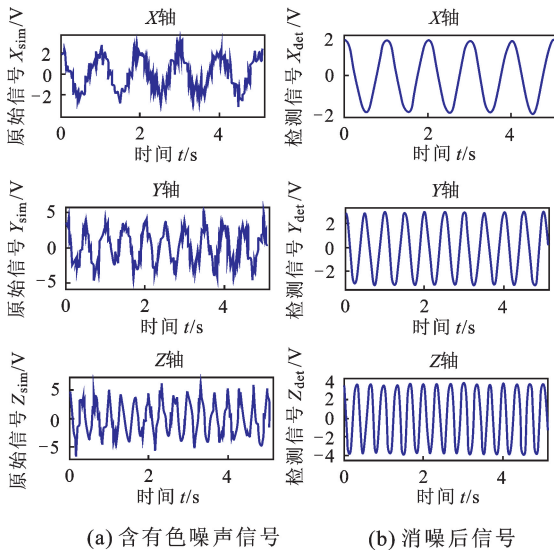 X轴
原始信号 Xsim/V
2
0
−2
0
2
4
时间 t/s
X轴
检测信号 Xdet/V
2
0
−2
0
2
4
时间 t/s
Y轴
原始信号 Ysim/V
5
0
−5
0
2
4
时间 t/s
Y轴
检测信号 Ydet/V
2
0
−2
0
2
4
时间 t/s
Z轴
原始信号 Zsim/V
5
0
−5
0
2
4
时间 t/s
Z轴
检测信号 Zdet/V
4
2
0
−2
−4
0
2
4
时间 t/s
(a) 含有色噪声信号
(b) 消噪后信号